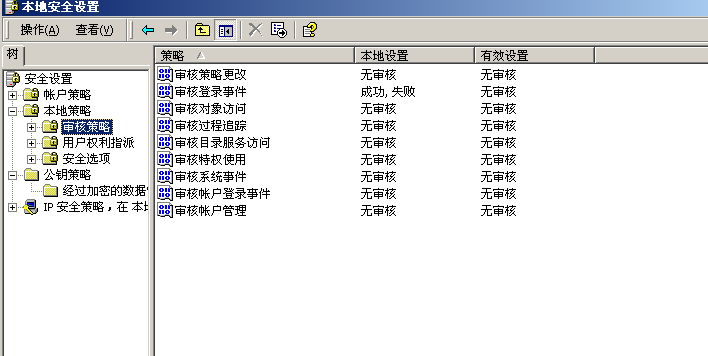 本地安全设置
操作(A) 查看(V)
树
策略 本地设置 有效设置
安全设置
帐户策略
本地策略
审核策略
用户权利指派
安全选项
公钥策略
经过加密的数据
IP 安全策略，在 本地
审核策略更改 无审核 无审核
审核登录事件 成功, 失败 无审核
审核对象访问 无审核 无审核
审核过程追踪 无审核 无审核
审核目录服务访问 无审核 无审核
审核特权使用 无审核 无审核
审核系统事件 无审核 无审核
审核帐户登录事件 无审核 无审核
审核帐户管理 无审核 无审核